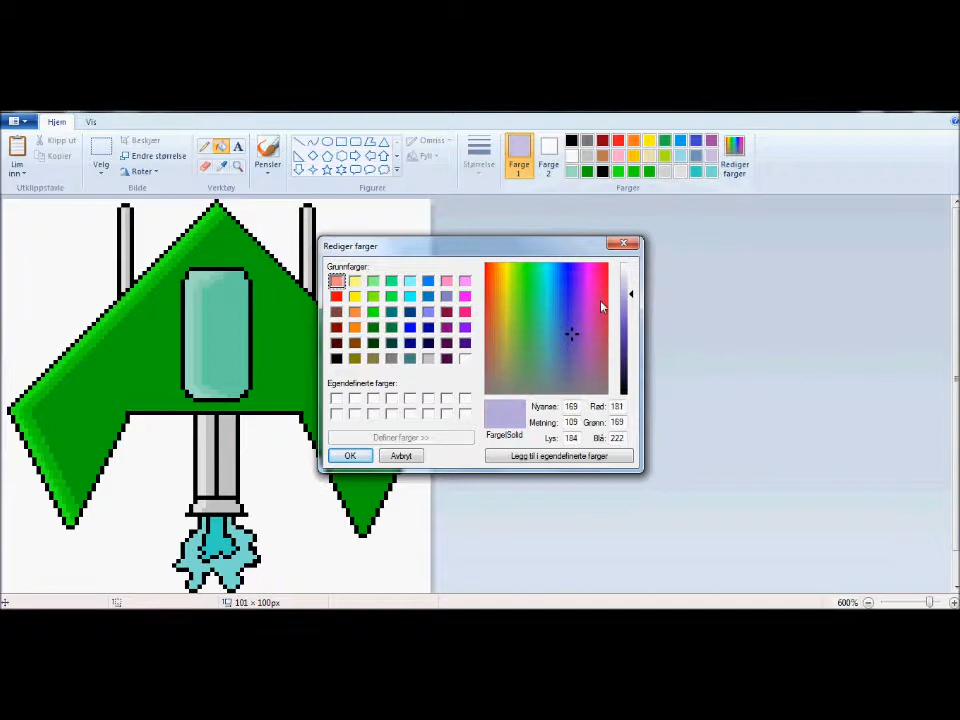 Hjem Vis
Lim inn
Klipp ut
Kopier
Utklippstavle
Velg
Beskjær
Endre størrelse
Roter
Bilde
A
Verktøy
Pensler
Omriss
Fyll
Figurer
Størrelse
Farge 1
Farge 2
Rediger farger
Farger
Rediger farger
Grunnfarger:
Egendefinerte farger:
Definer farger >>
OK Avbryt
Farge|Solid
Nyanse: 169 Rød: 181
Metning: 109 Grønn: 169
Lys: 184 Blå: 222
Legg til i egendefinerte farger
101 × 100px
600%